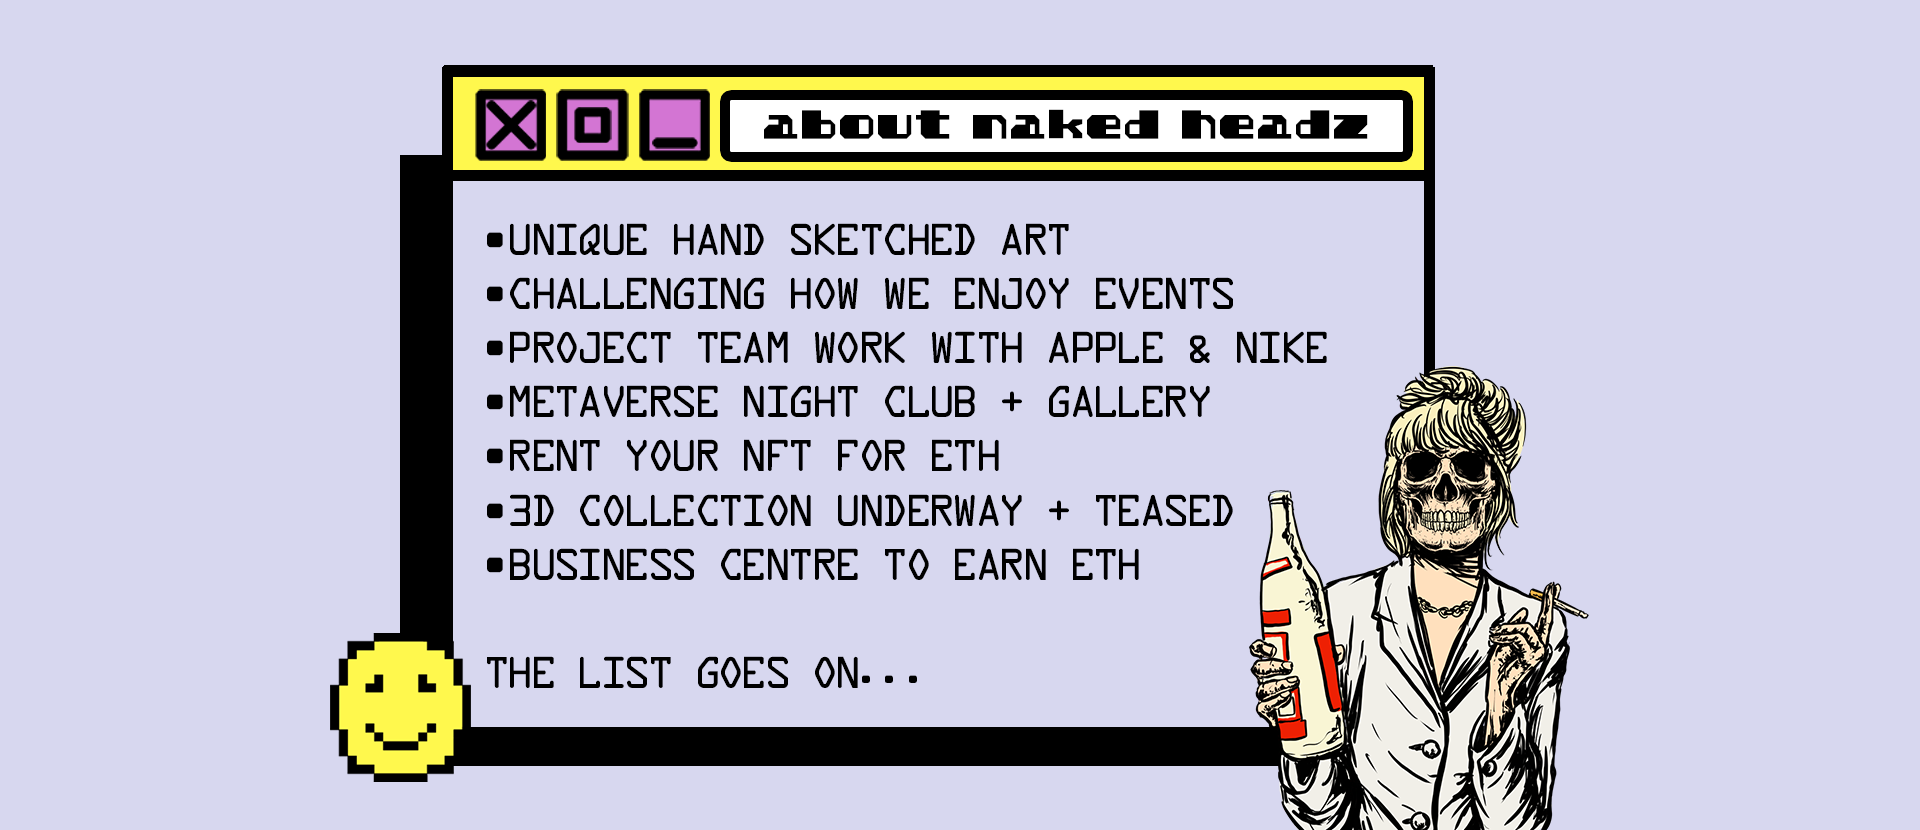 about naked headz
▪UNIQUE HAND SKETCHED ART
▪CHALLENGING HOW WE ENJOY EVENTS
▪PROJECT TEAM WORK WITH APPLE & NIKE
▪METAVERSE NIGHT CLUB + GALLERY
▪RENT YOUR NFT FOR ETH
▪3D COLLECTION UNDERWAY + TEASED
▪BUSINESS CENTRE TO EARN ETH
THE LIST GOES ON...